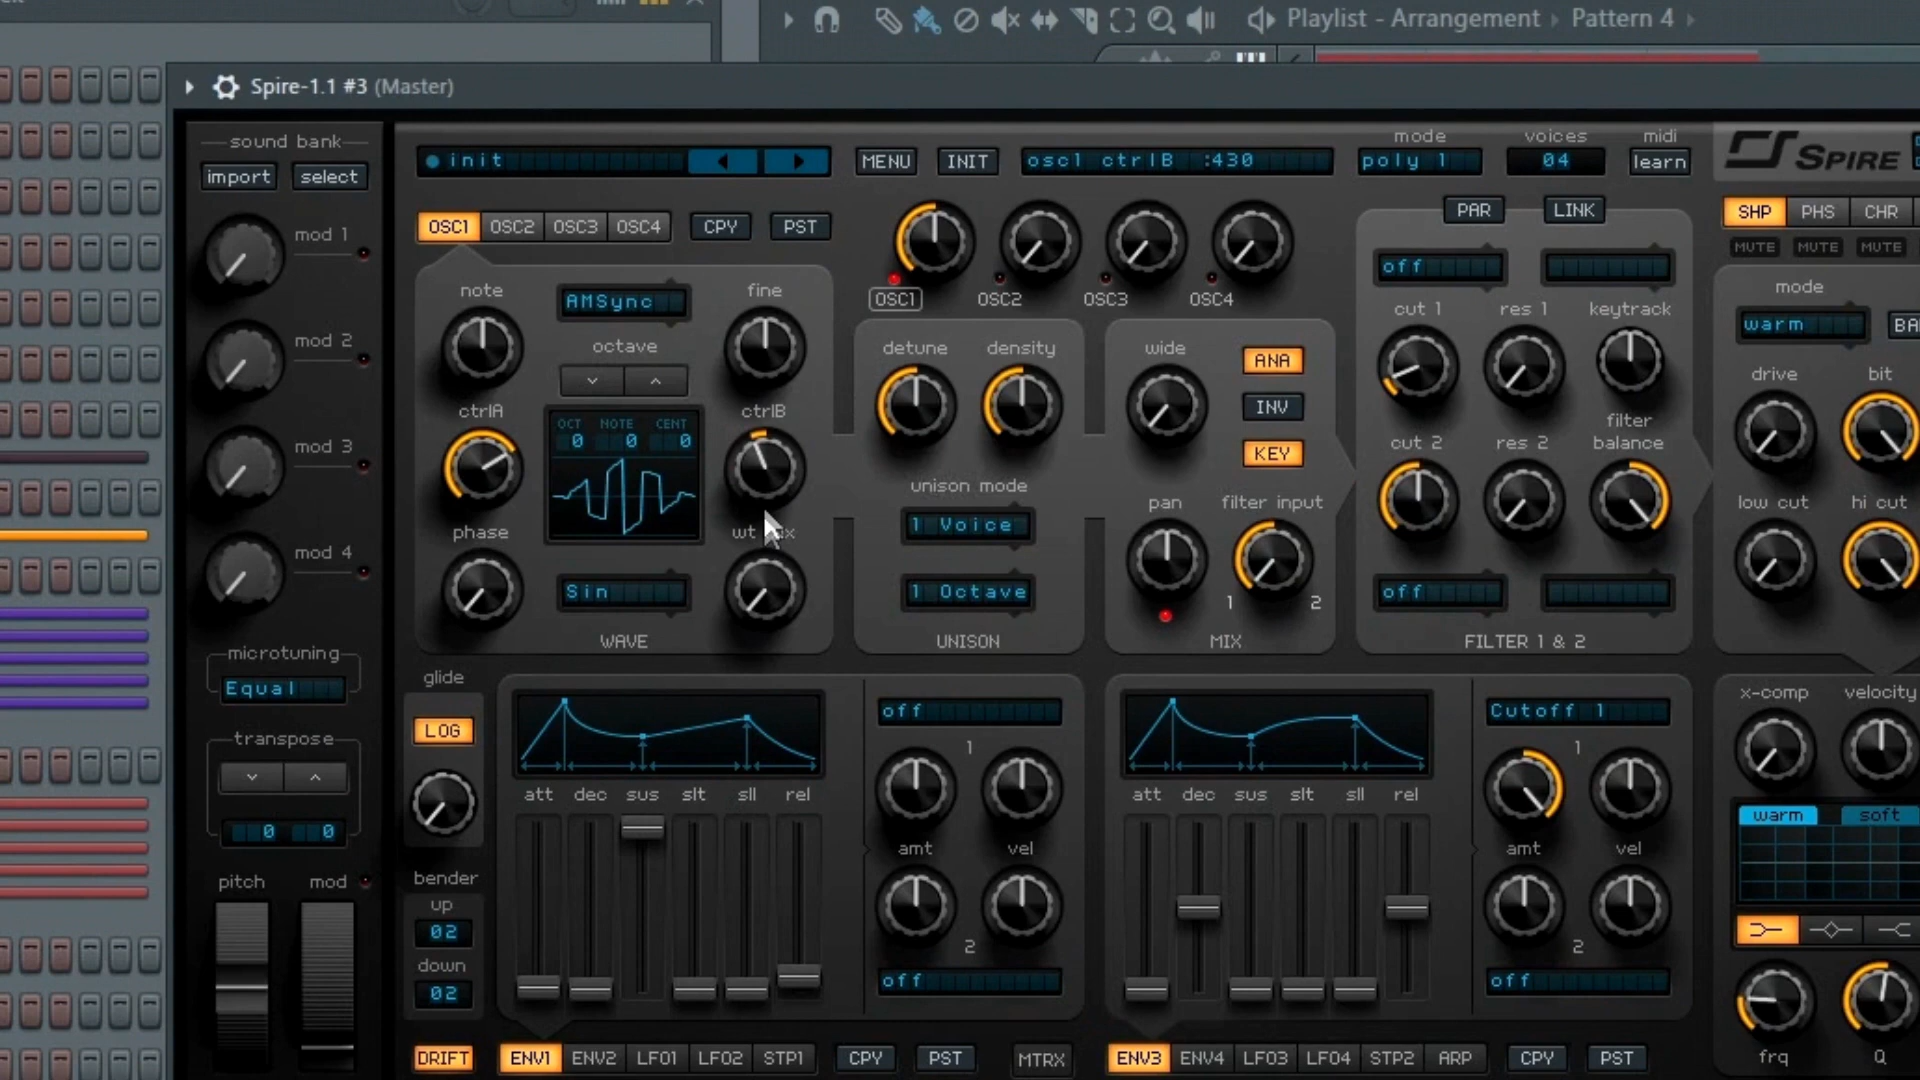 Playlist - Arrangement › Pattern 4 ›
Spire-1.1 #3 (Master)
sound bank
import select
mod 1
mod 2
mod 3
mod 4
microtuning
Equal
transpose
0 0
pitch mod
init
MENU INIT
osc1 ctrlB :430
mode
poly 1
voices
04
midi
learn
SPIRE
OSC1 OSC2 OSC3 OSC4 CPY PST
note
AMSync
fine
octave
ctrlA
OCT NOTE CENT
0 0 0
ctrlB
phase
Sin
WAVE
OSC1 OSC2 OSC3 OSC4
detune density
unison mode
1 Voice
1 Octave
UNISON
wide
ANA
INV
KEY
pan filter input
1 2
MIX
PAR LINK
off
cut 1 res 1 keytrack
cut 2 res 2 filter balance
off
FILTER 1 & 2
SHP PHS CHR
MUTE MUTE MUTE
mode
warm
drive bit
low cut hi cut
glide
LOG
bender
up
02
down
02
DRIFT
att dec sus slt sll rel
off
1
amt vel
2
off
ENV1 ENV2 LFO1 LFO2 STP1 CPY PST
MTRX
att dec sus slt sll rel
Cutoff 1
1
amt vel
2
off
ENV3 ENV4 LFO3 LFO4 STP2 ARP CPY PST
x-comp velocity
warm soft
frq Q